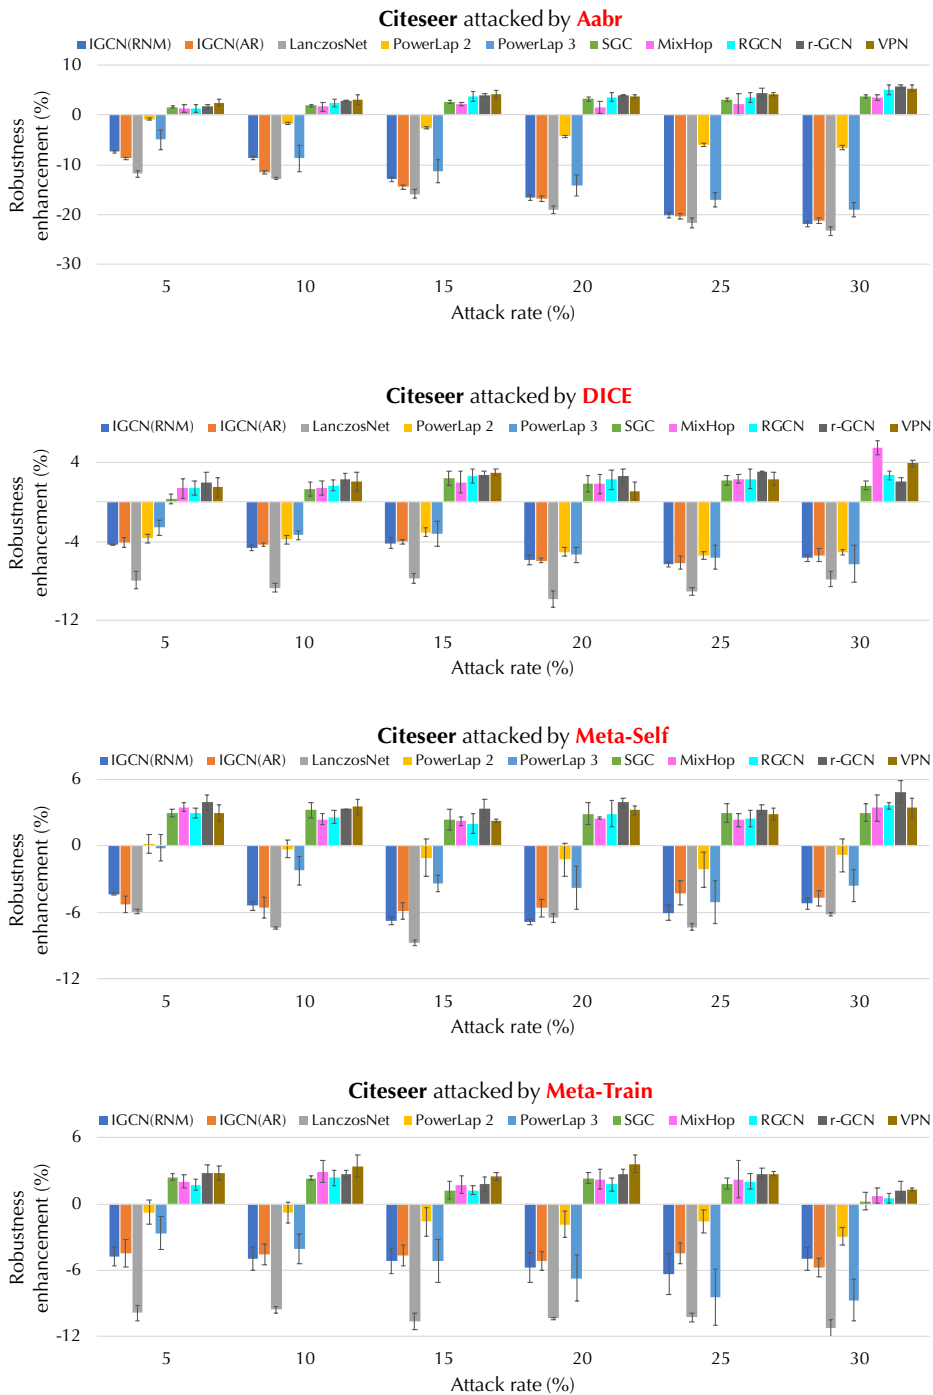 Citeseer attacked by Aabr
IGCN(RNM) IGCN(AR) LanczosNet PowerLap 2 PowerLap 3 SGC MixHop RGCN r-GCN VPN
Robustness
enhancement (%)
10
0
-10
-20
-30
5 10 15 20 25 30
Attack rate (%)
Citeseer attacked by DICE
IGCN(RNM) IGCN(AR) LanczosNet PowerLap 2 PowerLap 3 SGC MixHop RGCN r-GCN VPN
Robustness
enhancement (%)
4
-4
-12
5 10 15 20 25 30
Attack rate (%)
Citeseer attacked by Meta-Self
IGCN(RNM) IGCN(AR) LanczosNet PowerLap 2 PowerLap 3 SGC MixHop RGCN r-GCN VPN
Robustness
enhancement (%)
6
0
-6
-12
5 10 15 20 25 30
Attack rate (%)
Citeseer attacked by Meta-Train
IGCN(RNM) IGCN(AR) LanczosNet PowerLap 2 PowerLap 3 SGC MixHop RGCN r-GCN VPN
Robustness
enhancement (%)
6
0
-6
-12
5 10 15 20 25 30
Attack rate (%)